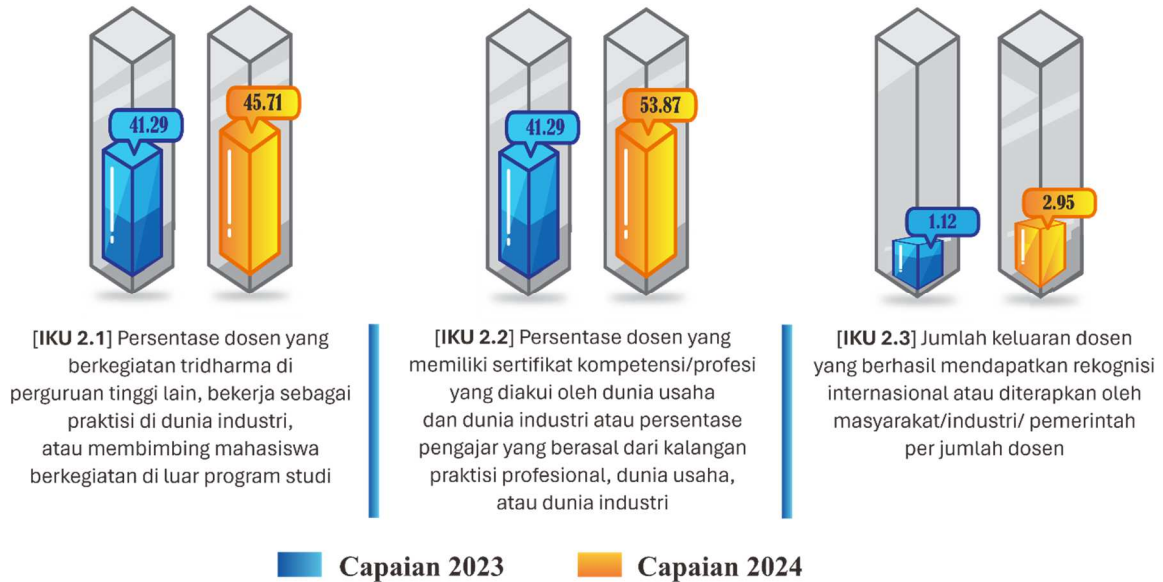 41.29
45.71
41.29
53.87
1.12
2.95
[IKU 2.1] Persentase dosen yang
berkegiatan tridharma di
perguruan tinggi lain, bekerja sebagai
praktisi di dunia industri,
atau membimbing mahasiswa
berkegiatan di luar program studi
[IKU 2.2] Persentase dosen yang
memiliki sertifikat kompetensi/profesi
yang diakui oleh dunia usaha
dan dunia industri atau persentase
pengajar yang berasal dari kalangan
praktisi profesional, dunia usaha,
atau dunia industri
[IKU 2.3] Jumlah keluaran dosen
yang berhasil mendapatkan rekognisi
internasional atau diterapkan oleh
masyarakat/industri/ pemerintah
per jumlah dosen
Capaian 2023
Capaian 2024